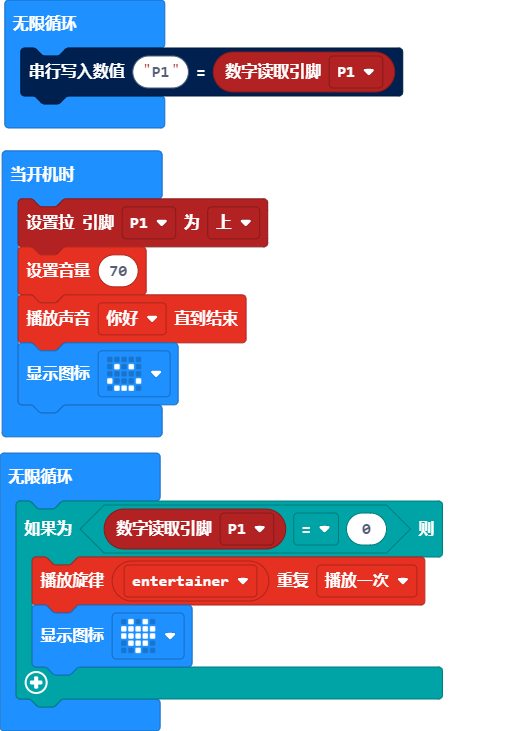 无限循环
串行写入数值 "P1" = 数字读取引脚 P1
当开机时
设置拉 引脚 P1 为 上
设置音量 70
播放声音 你好 直到结束
显示图标
无限循环
如果为 数字读取引脚 P1 = 0 则
播放旋律 entertainer 重复 播放一次
显示图标